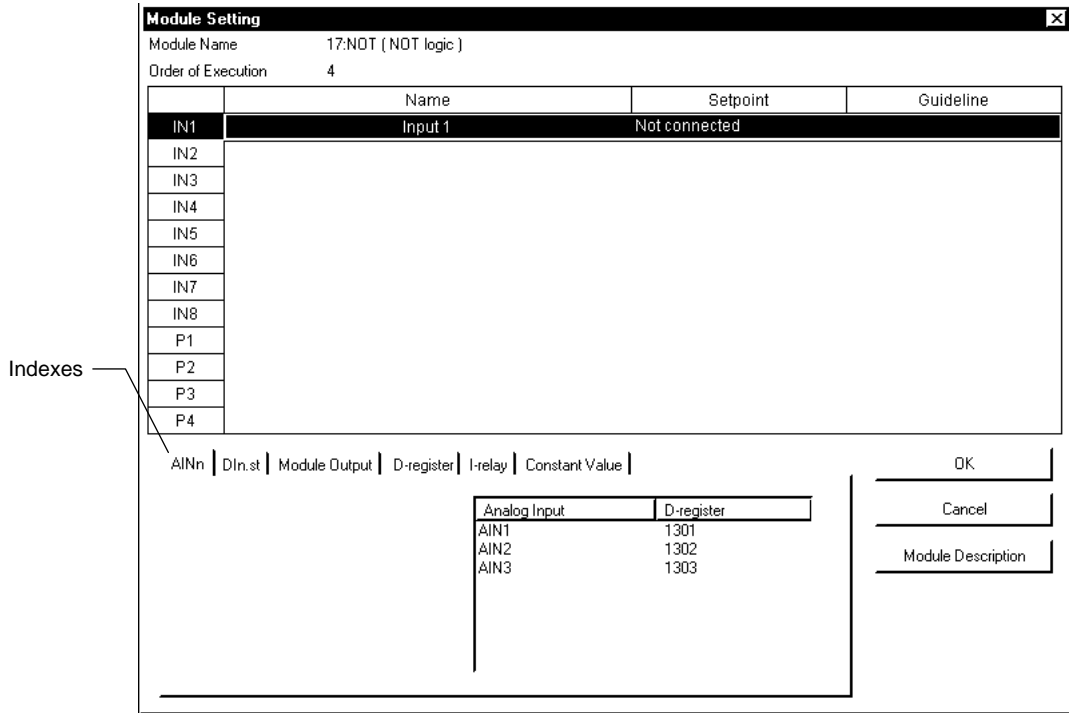 Module Setting
Module Name 17:NOT ( NOT logic )
Order of Execution 4
Name Setpoint Guideline
IN1 Input 1 Not connected
IN2
IN3
IN4
IN5
IN6
IN7
IN8
P1
P2
P3
P4
Indexes
AINn DIn.st Module Output D-register I-relay Constant Value
OK
Cancel
Module Description
Analog Input D-register
AIN1 1301
AIN2 1302
AIN3 1303